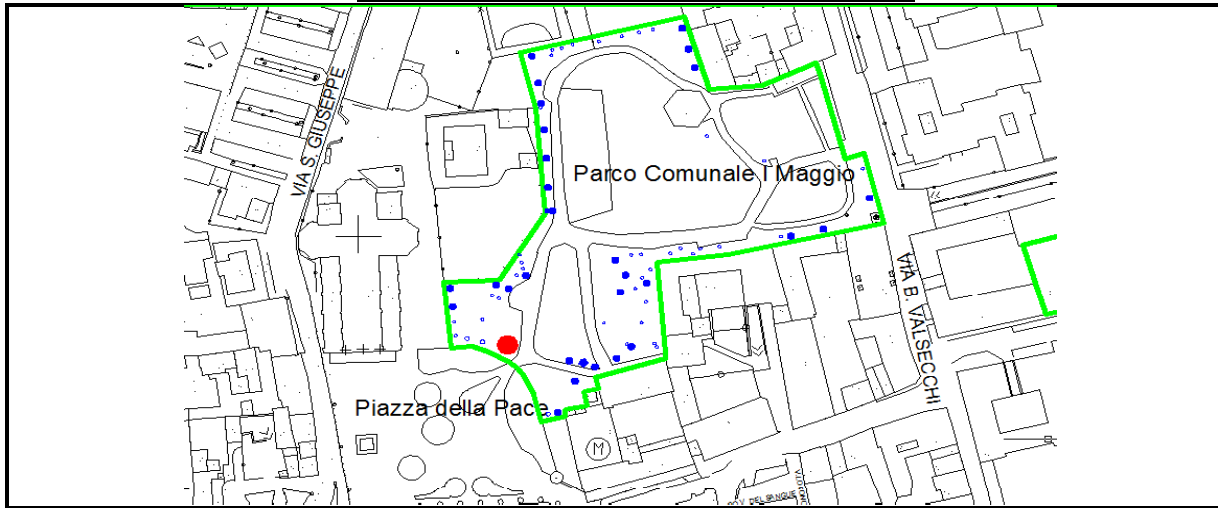 VIA S. GIUSEPPE
Parco Comunale I Maggio
VIA B. VALSECCHI
Piazza della Pace
M